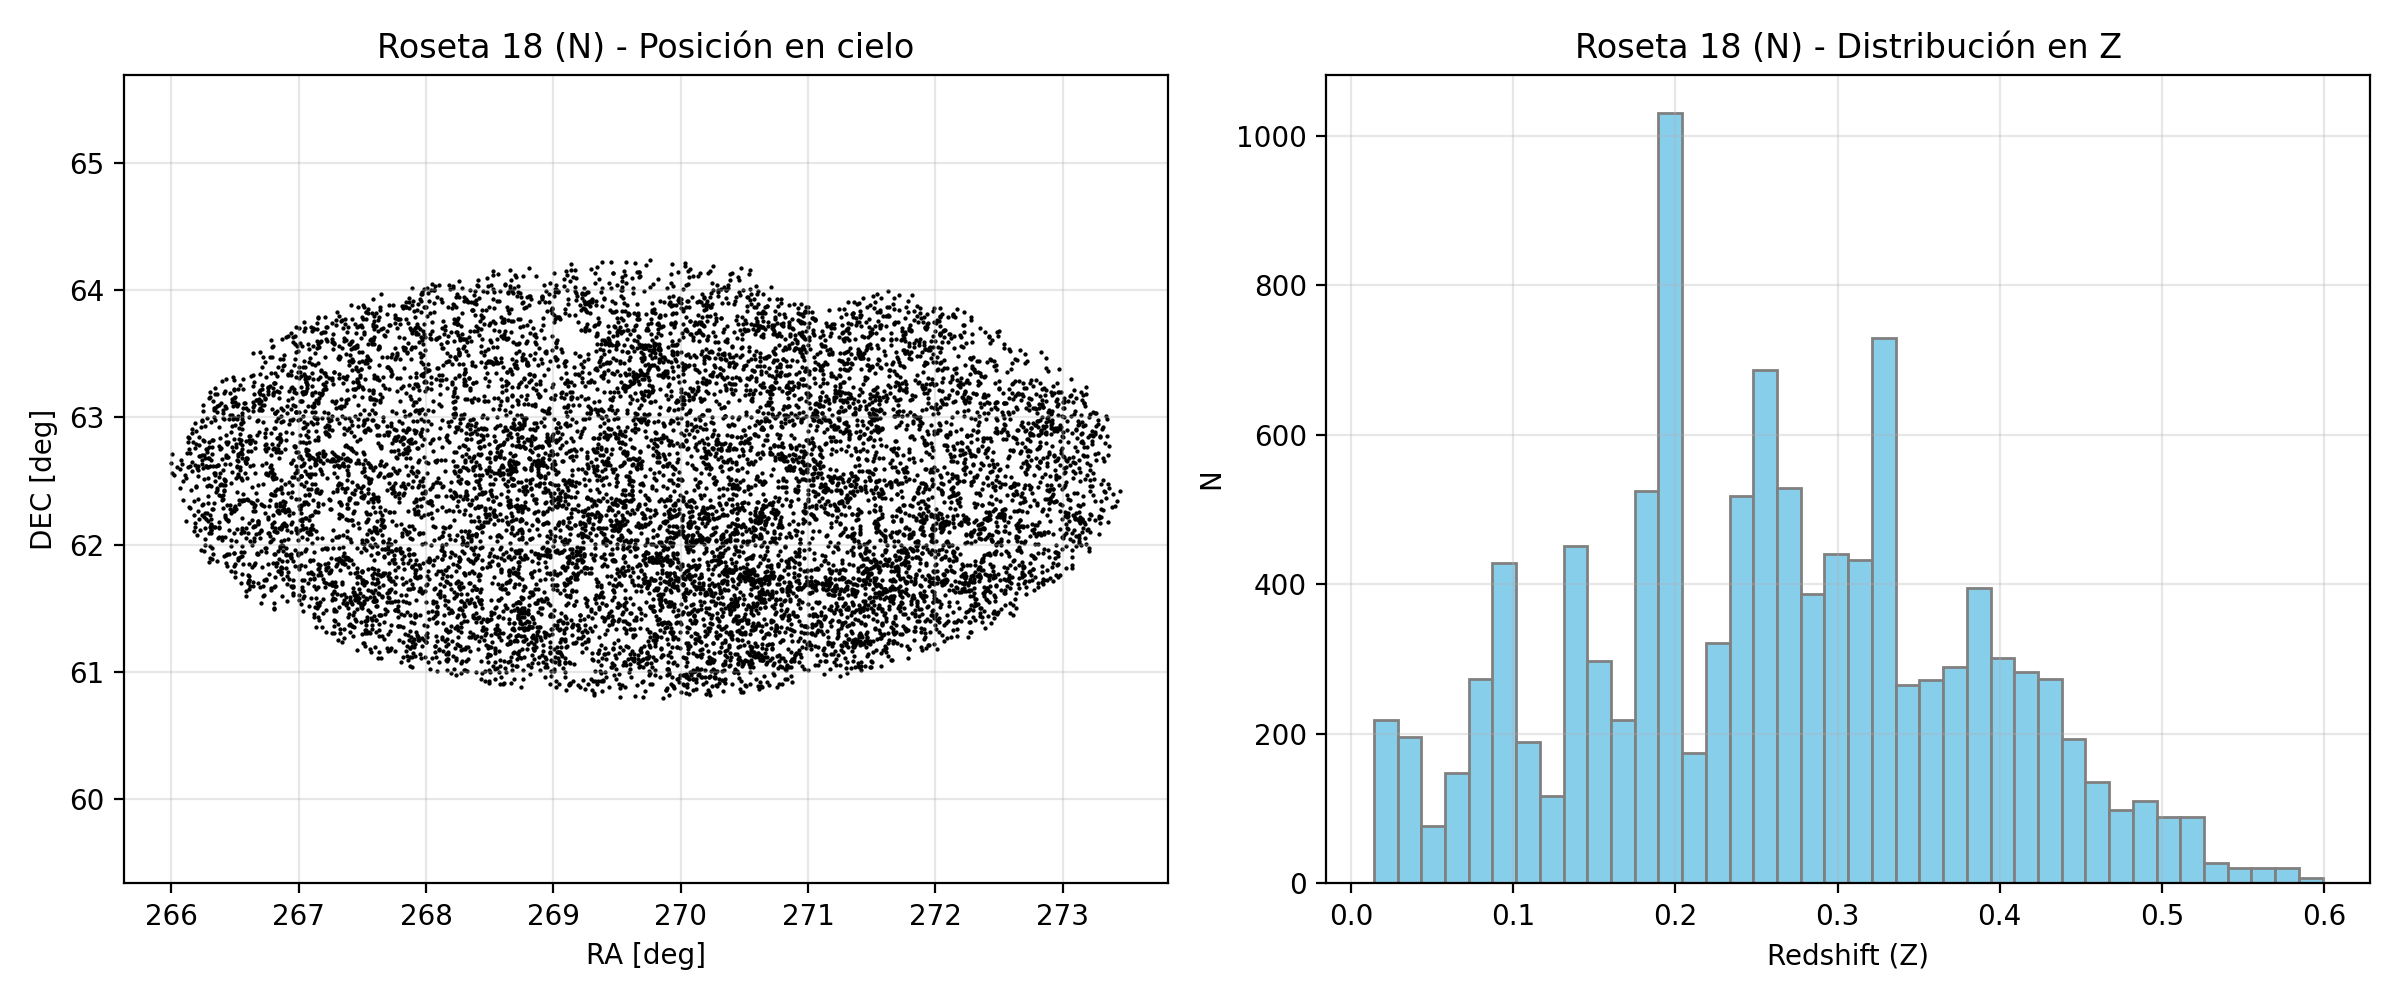 Roseta 18 (N) - Posición en cielo
DEC [deg]
65
64
63
62
61
60
266 267 268 269 270 271 272 273
RA [deg]
Roseta 18 (N) - Distribución en Z
N
1000
800
600
400
200
0
0.0 0.1 0.2 0.3 0.4 0.5 0.6
Redshift (Z)